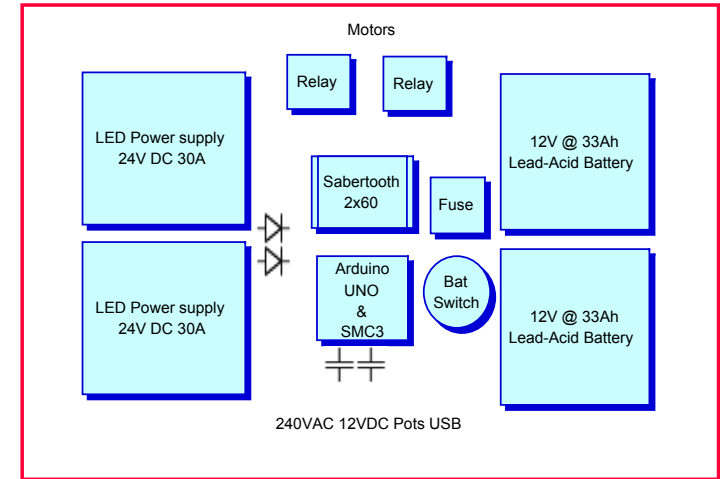 Motors
Relay
Relay
LED Power supply
24V DC 30A
12V @ 33Ah
Lead-Acid Battery
Sabertooth
2x60
Fuse
LED Power supply
24V DC 30A
Arduino
UNO
&
SMC3
Bat
Switch
12V @ 33Ah
Lead-Acid Battery
240VAC 12VDC Pots USB